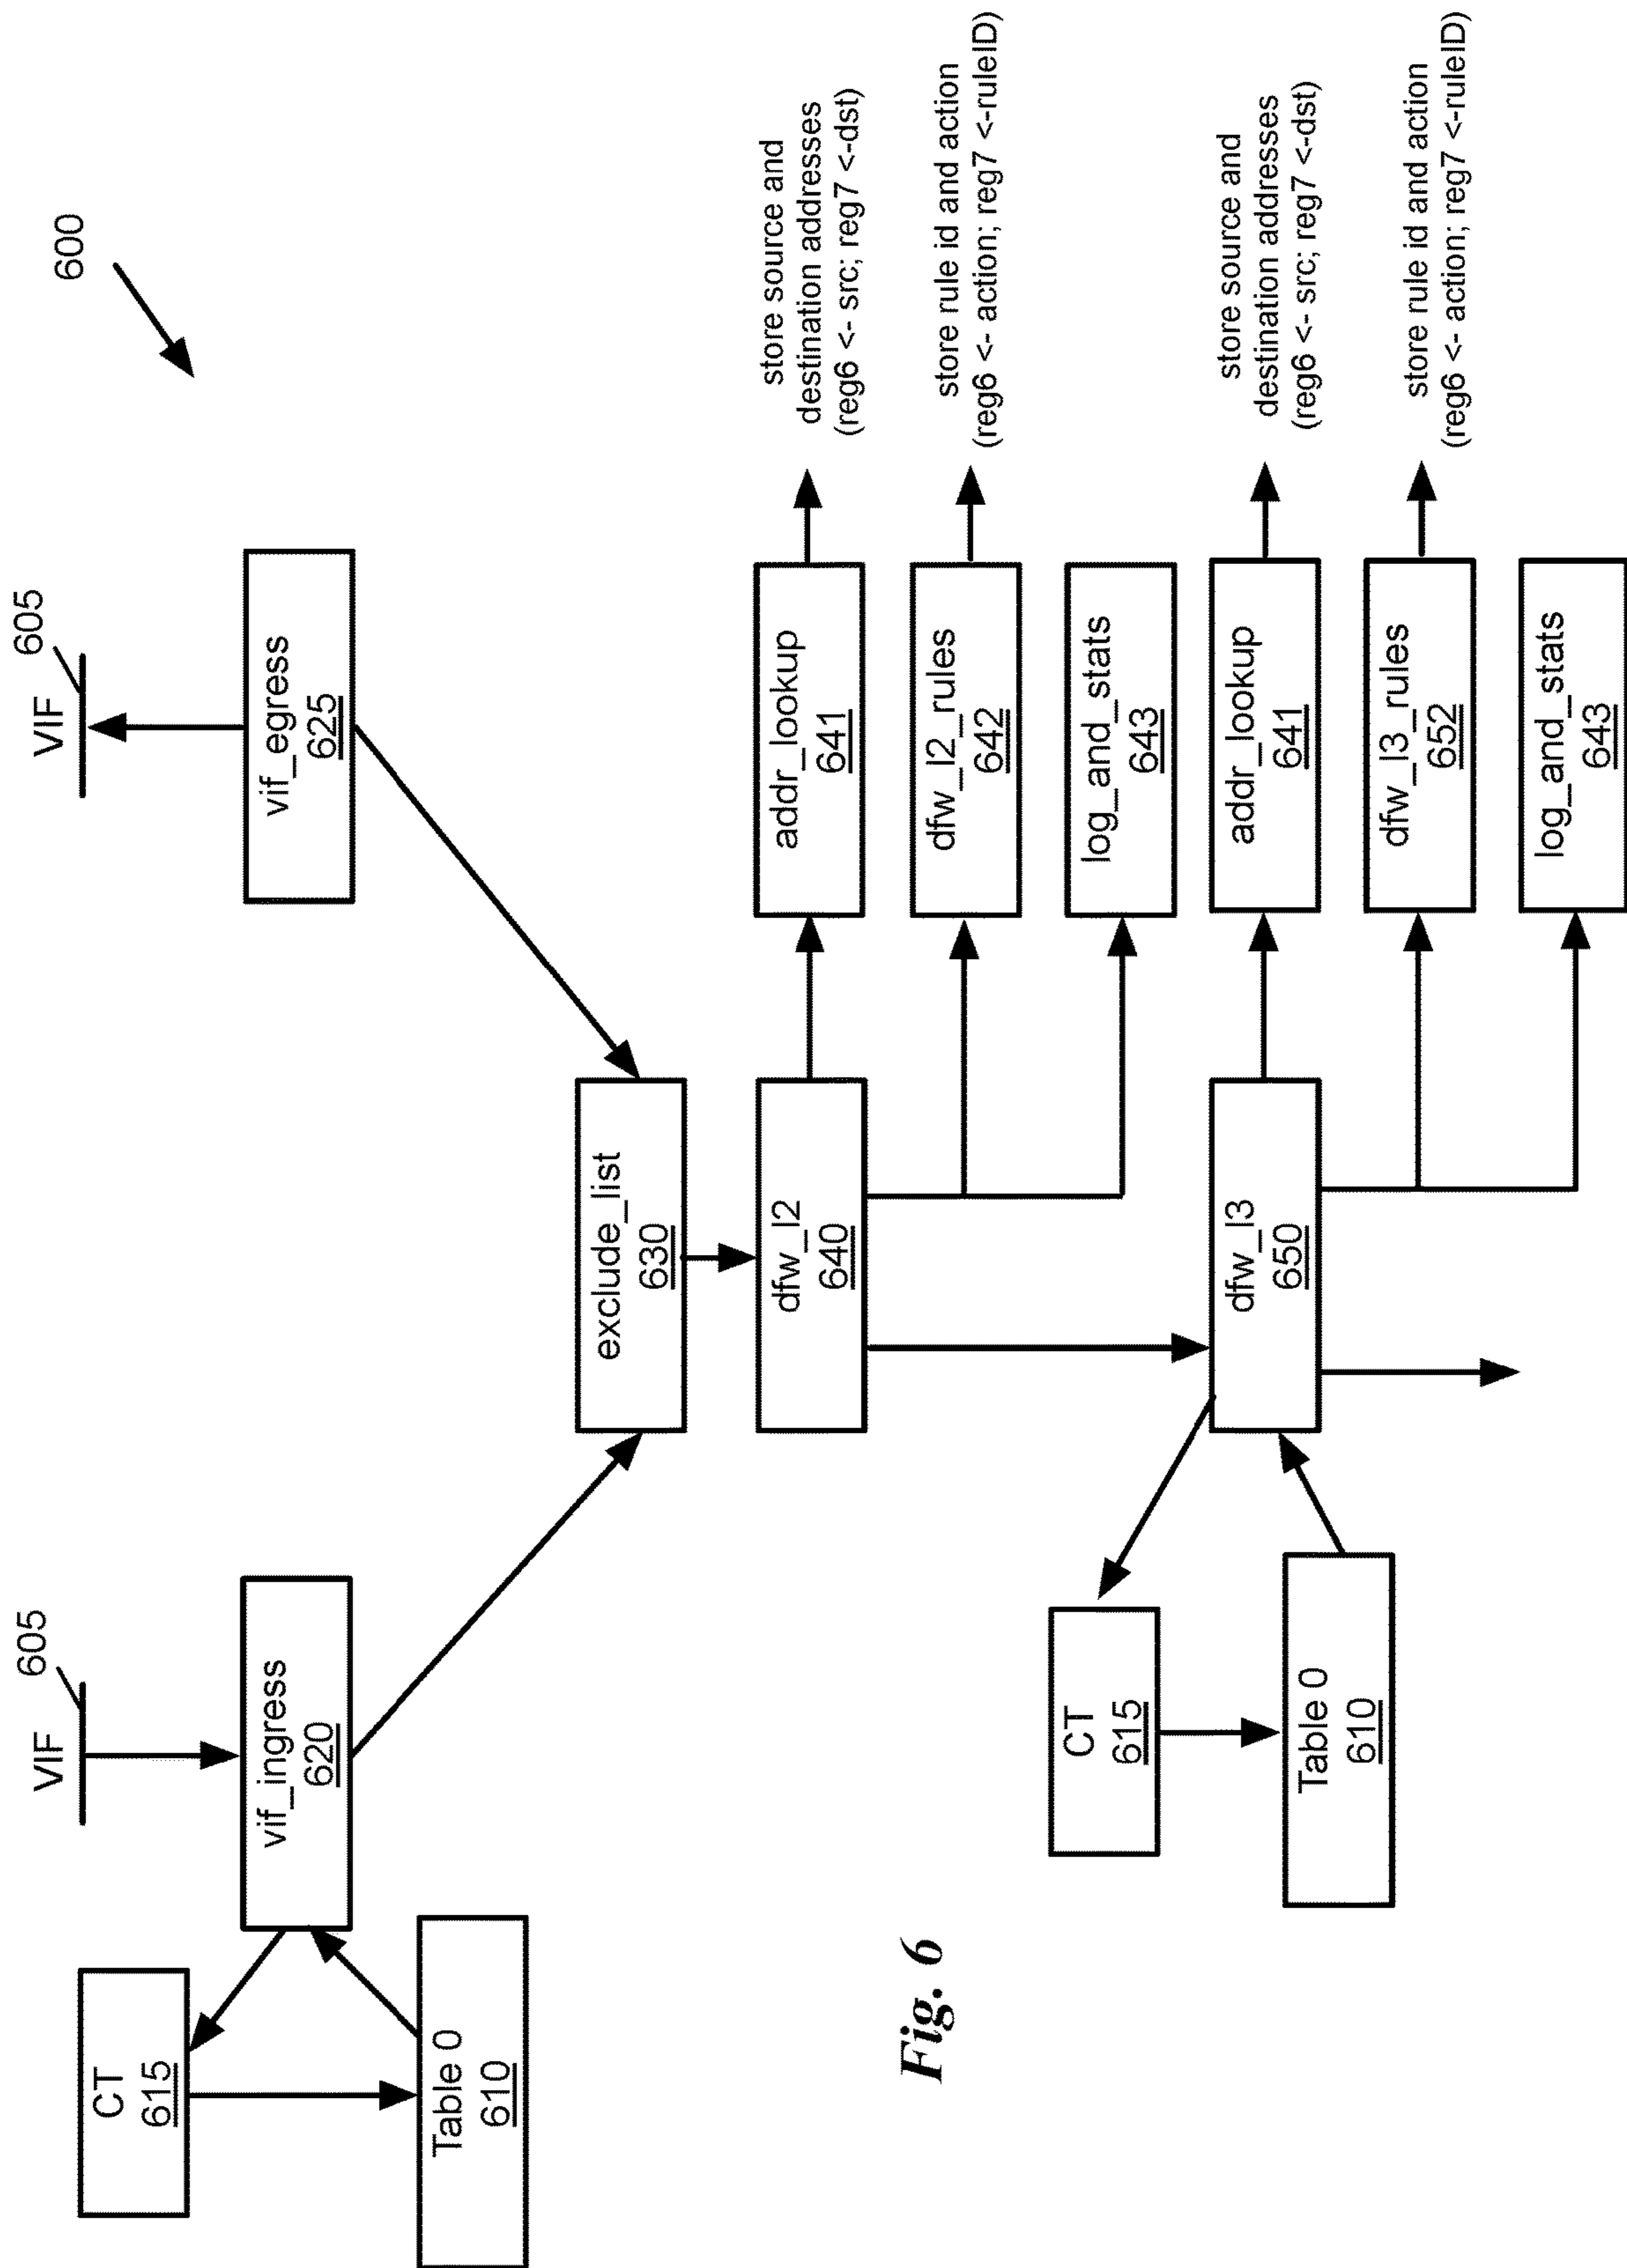 600
605
VIF
605
VIF
vif_ingress
620
vif_egress
625
CT
615
Table 0
610
exclude_list
630
dfw_l2
640
addr_lookup
641
store source and
destination addresses
(reg6 <- src; reg7 <-dst)
dfw_l2_rules
642
store rule id and action
(reg6 <- action; reg7 <-ruleID)
log_and_stats
643
CT
615
Table 0
610
dfw_l3
650
addr_lookup
641
store source and
destination addresses
(reg6 <- src; reg7 <-dst)
dfw_l3_rules
652
store rule id and action
(reg6 <- action; reg7 <-ruleID)
log_and_stats
643
Fig. 6